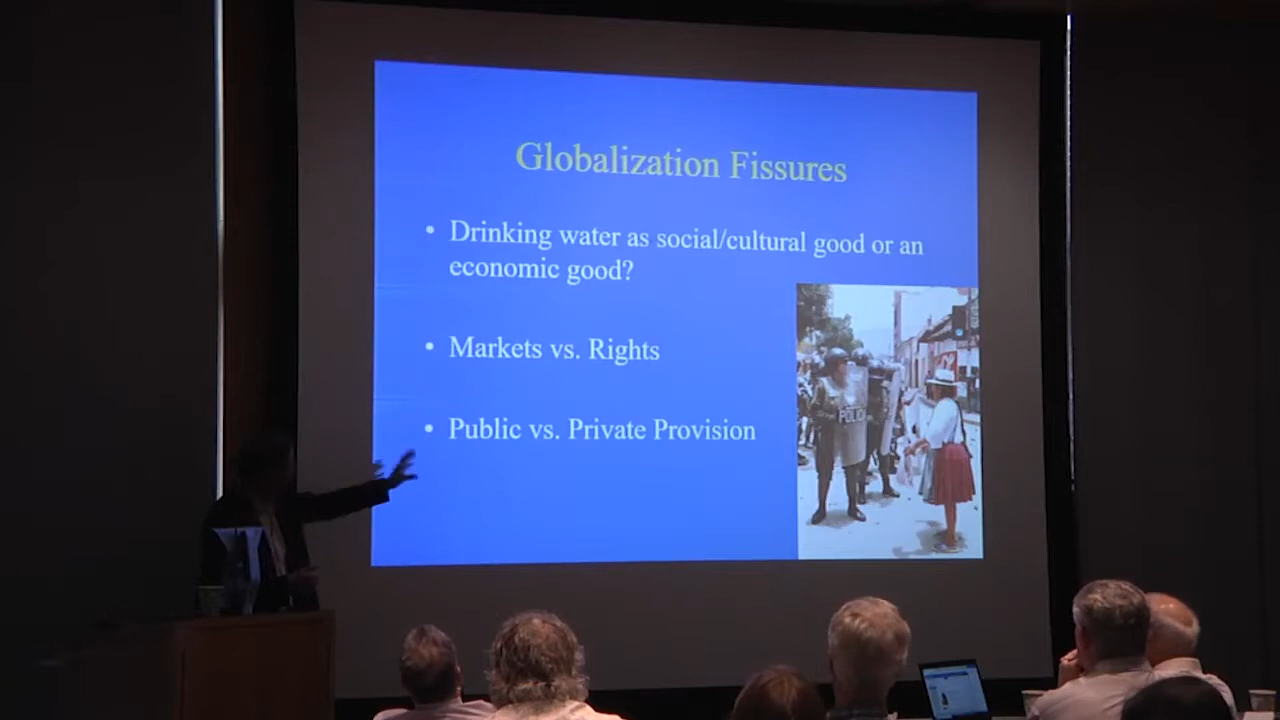 Globalization Fissures
• Drinking water as social/cultural good or an
economic good?
• Markets vs. Rights
• Public vs. Private Provision